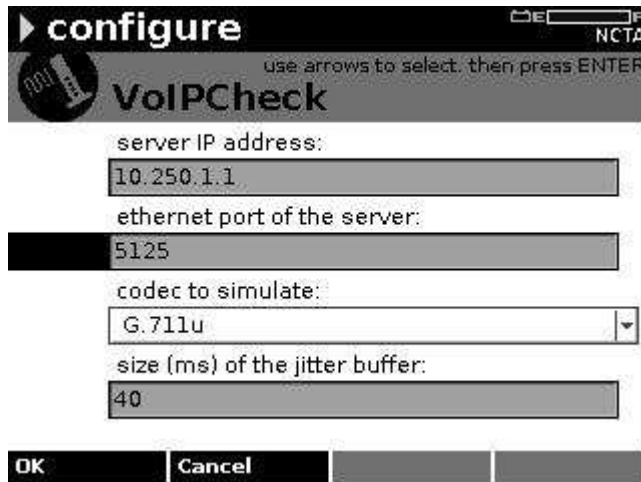 configure
E F
NCTA
use arrows to select. then press ENTER
VoIPCheck
server IP address:
10.250.1.1
ethernet port of the server:
5125
codec to simulate:
G.711u
size (ms) of the jitter buffer:
40
OK Cancel